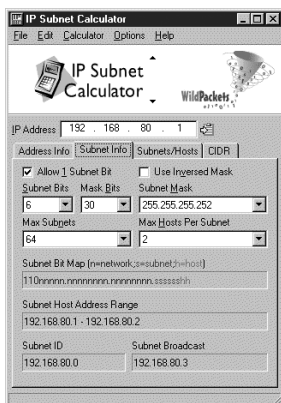 IP Subnet Calculator
File Edit Calculator Options Help
IP Subnet
Calculator
WildPackets
IP Address 192 . 168 . 80 . 1
Address Info Subnet Info Subnets/Hosts CIDR
Allow 1 Subnet Bit Use Inversed Mask
Subnet Bits Mask Bits Subnet Mask
6 30 255.255.255.252
Max Subnets Max Hosts Per Subnet
64 2
Subnet Bit Map (n=network;s=subnet;h=host)
110nnnnn.nnnnnnnn.nnnnnnnn.sssssshh
Subnet Host Address Range
192.168.80.1 - 192.168.80.2
Subnet ID Subnet Broadcast
192.168.80.0 192.168.80.3